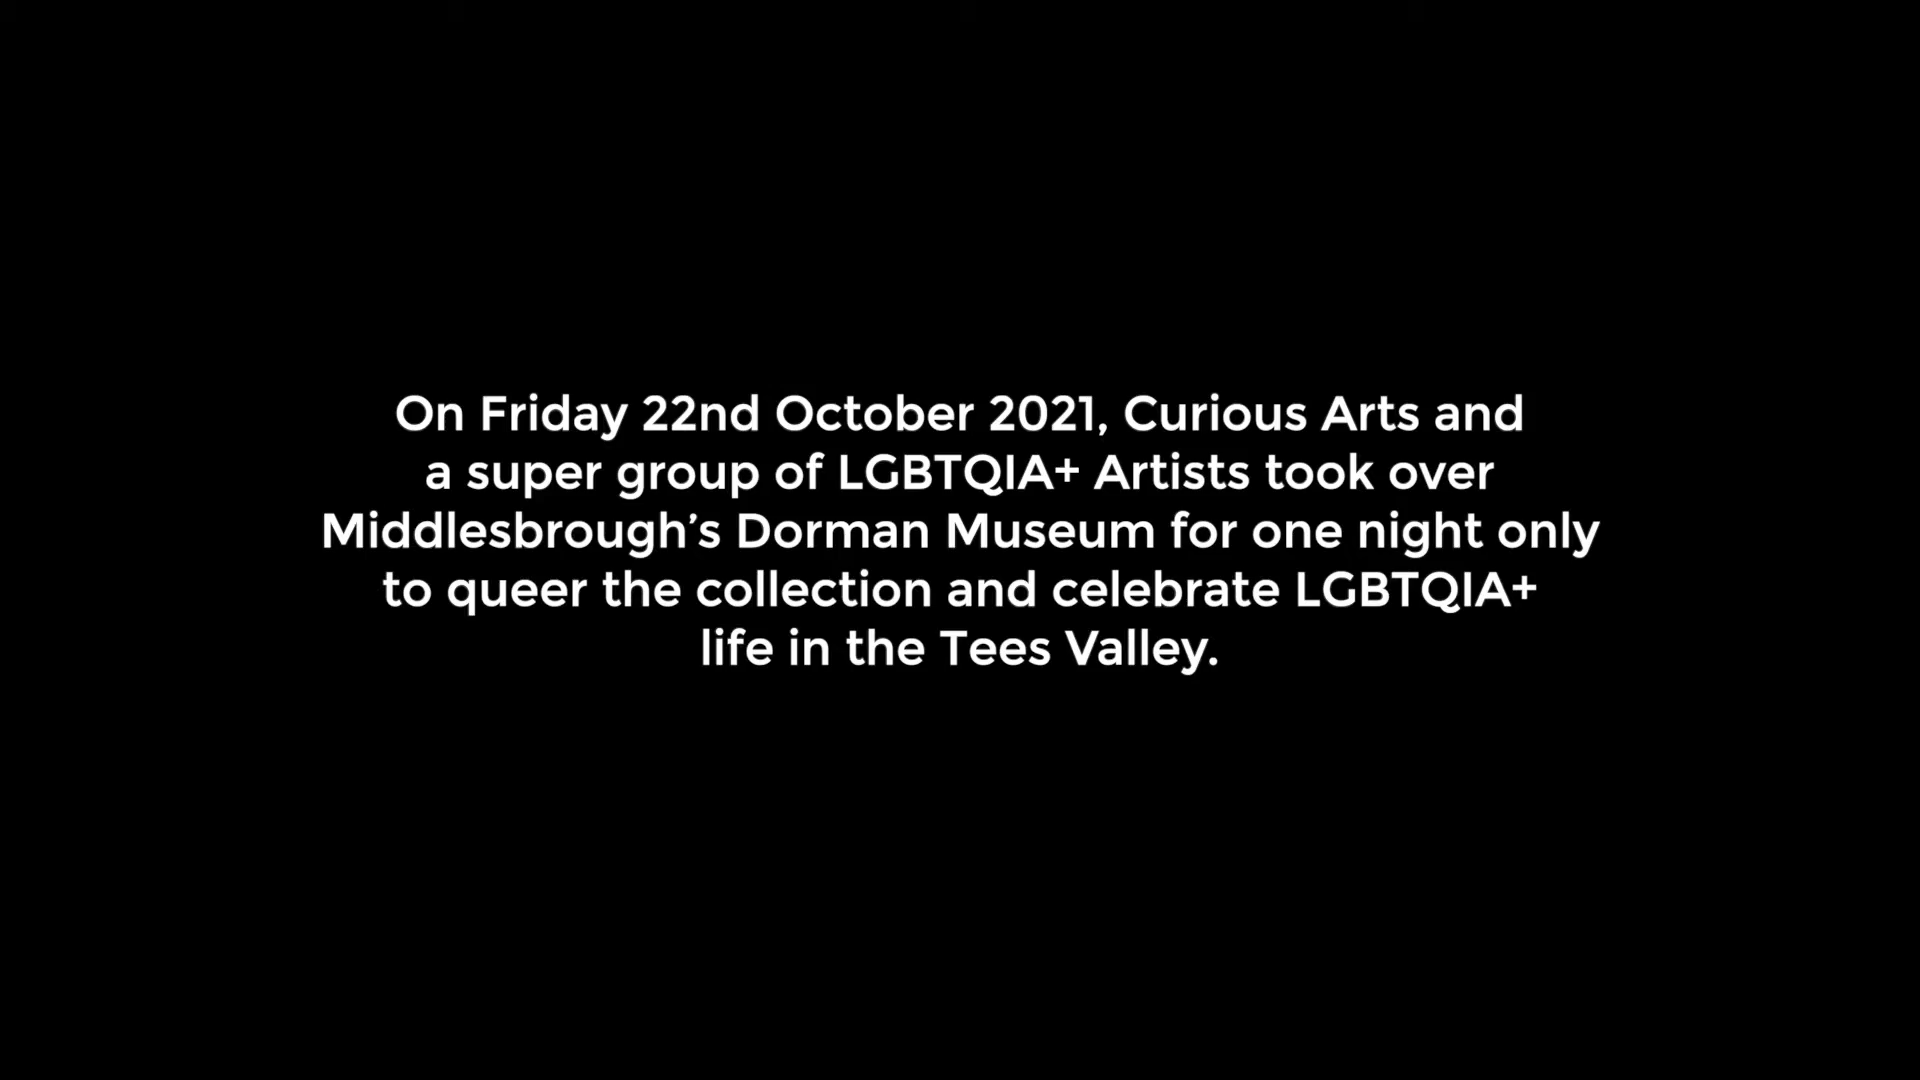 On Friday 22nd October 2021, Curious Arts and
a super group of LGBTQIA+ Artists took over
Middlesbrough’s Dorman Museum for one night only
to queer the collection and celebrate LGBTQIA+
life in the Tees Valley.